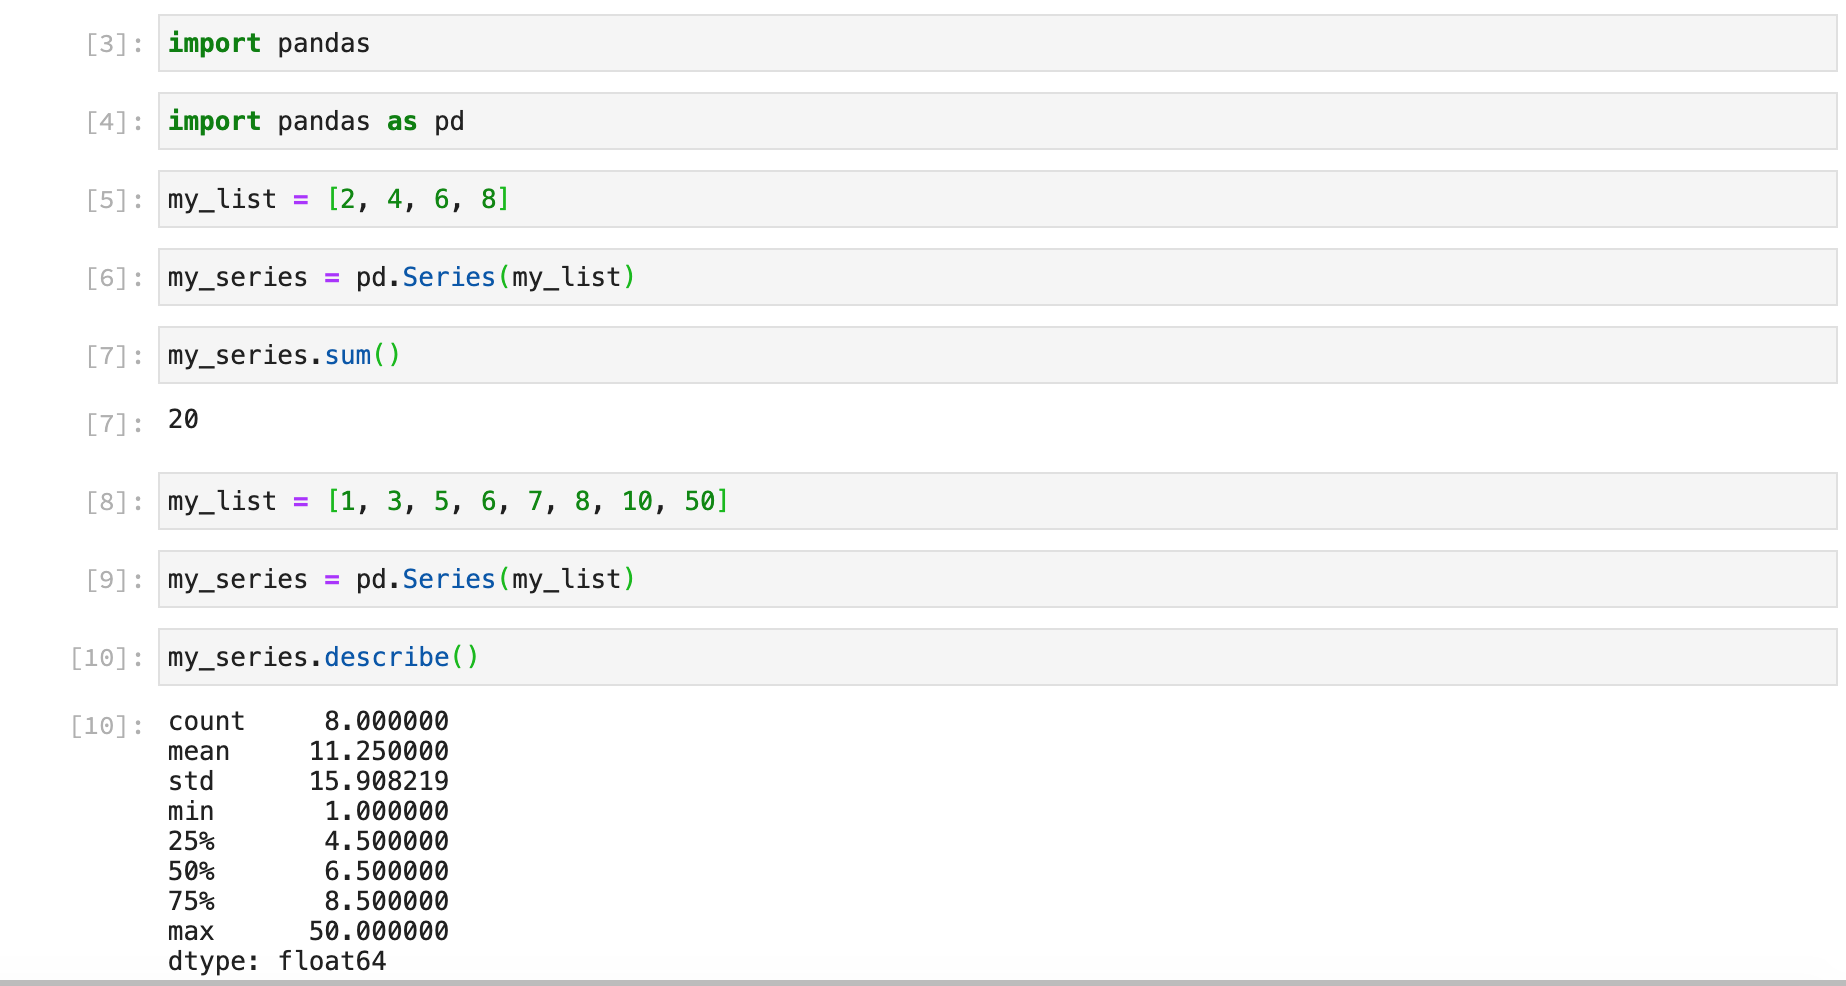 [3]: import pandas
[4]: import pandas as pd
[5]: my_list = [2, 4, 6, 8]
[6]: my_series = pd.Series(my_list)
[7]: my_series.sum()
[7]: 20
[8]: my_list = [1, 3, 5, 6, 7, 8, 10, 50]
[9]: my_series = pd.Series(my_list)
[10]: my_series.describe()
[10]: count     8.000000
mean     11.250000
std      15.908219
min       1.000000
25%       4.500000
50%       6.500000
75%       8.500000
max      50.000000
dtype: float64